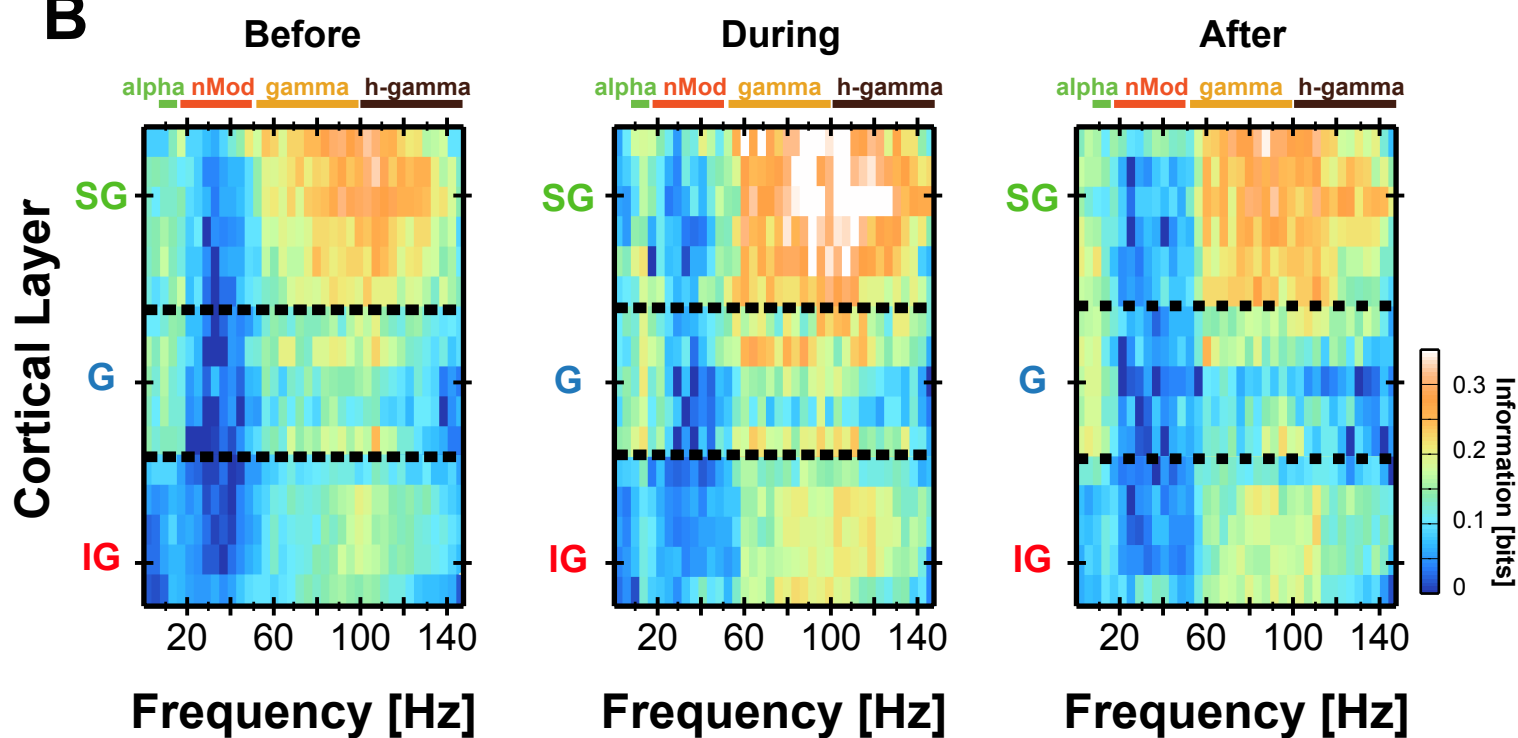 B
Before
During
After
alpha nMod gamma h-gamma
alpha nMod gamma h-gamma
alpha nMod gamma h-gamma
Cortical Layer
SG
G
IG
SG
G
IG
SG
G
IG
20 60 100 140
20 60 100 140
20 60 100 140
Frequency [Hz]
Frequency [Hz]
Frequency [Hz]
0.3
0.2
0.1
0
Information [bits]